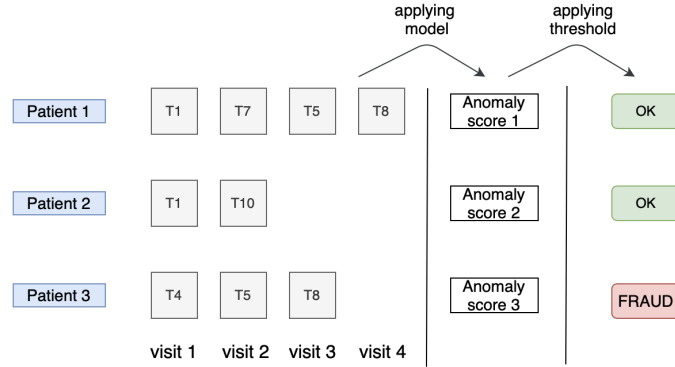 applying
model
applying
threshold
Patient 1
T1
T7
T5
T8
Anomaly
score 1
OK
Patient 2
T1
T10
Anomaly
score 2
OK
Patient 3
T4
T5
T8
Anomaly
score 3
FRAUD
visit 1
visit 2
visit 3
visit 4